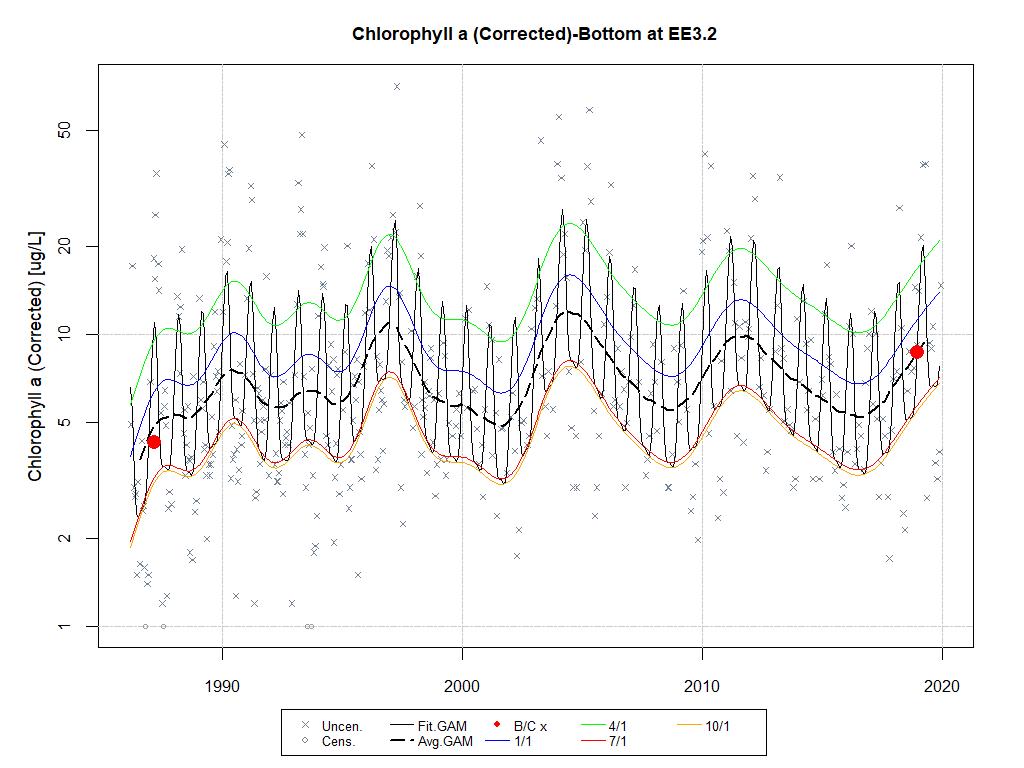 Chlorophyll a (Corrected)-Bottom at EE3.2
Chlorophyll a (Corrected) [ug/L]
50
20
10
5
2
1
1990 2000 2010 2020
Uncen. Fit.GAM B/C x 4/1 10/1
Cens. Avg.GAM 1/1 7/1